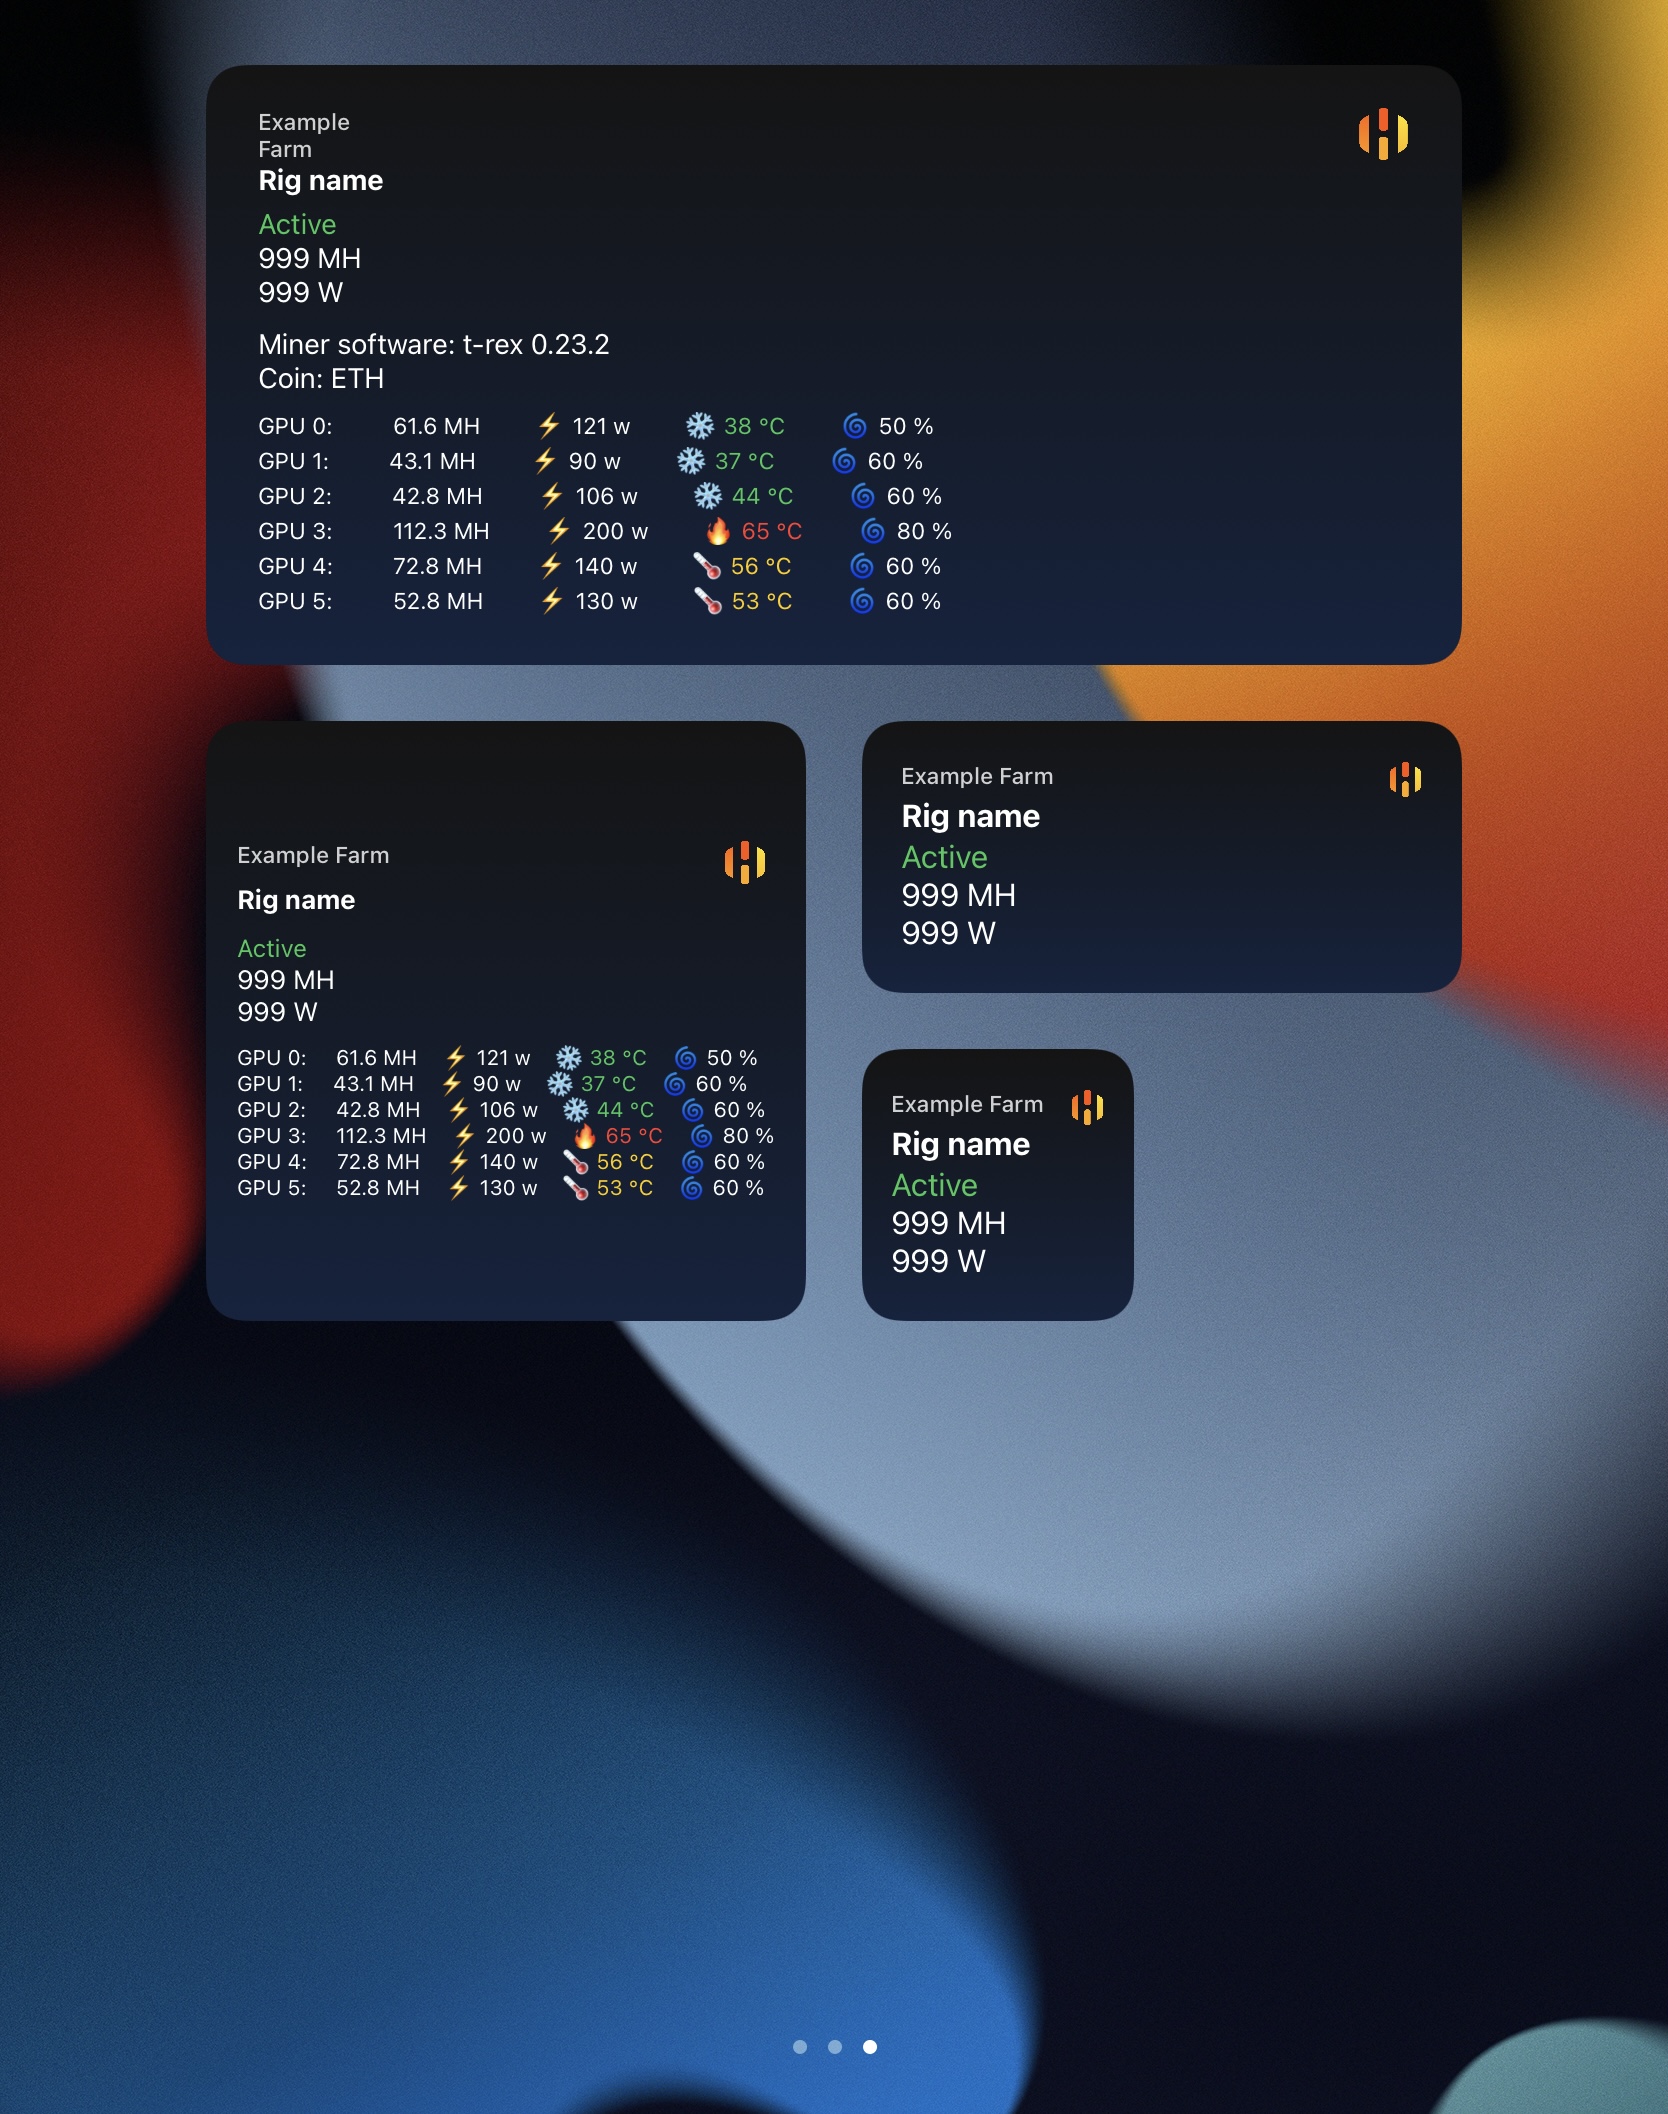 Example
Farm
Rig name
Active
999 MH
999 W
Miner software: t-rex 0.23.2
Coin: ETH
GPU 0: 61.6 MH ⚡ 121 w ❄️ 38 °C 🌀 50 %
GPU 1: 43.1 MH ⚡ 90 w ❄️ 37 °C 🌀 60 %
GPU 2: 42.8 MH ⚡ 106 w ❄️ 44 °C 🌀 60 %
GPU 3: 112.3 MH ⚡ 200 w 🔥 65 °C 🌀 80 %
GPU 4: 72.8 MH ⚡ 140 w 🌡️ 56 °C 🌀 60 %
GPU 5: 52.8 MH ⚡ 130 w 🌡️ 53 °C 🌀 60 %
Example Farm
Rig name
Active
999 MH
999 W
GPU 0: 61.6 MH ⚡ 121 w ❄️ 38 °C 🌀 50 %
GPU 1: 43.1 MH ⚡ 90 w ❄️ 37 °C 🌀 60 %
GPU 2: 42.8 MH ⚡ 106 w ❄️ 44 °C 🌀 60 %
GPU 3: 112.3 MH ⚡ 200 w 🔥 65 °C 🌀 80 %
GPU 4: 72.8 MH ⚡ 140 w 🌡️ 56 °C 🌀 60 %
GPU 5: 52.8 MH ⚡ 130 w 🌡️ 53 °C 🌀 60 %
Example Farm
Rig name
Active
999 MH
999 W
Example Farm
Rig name
Active
999 MH
999 W